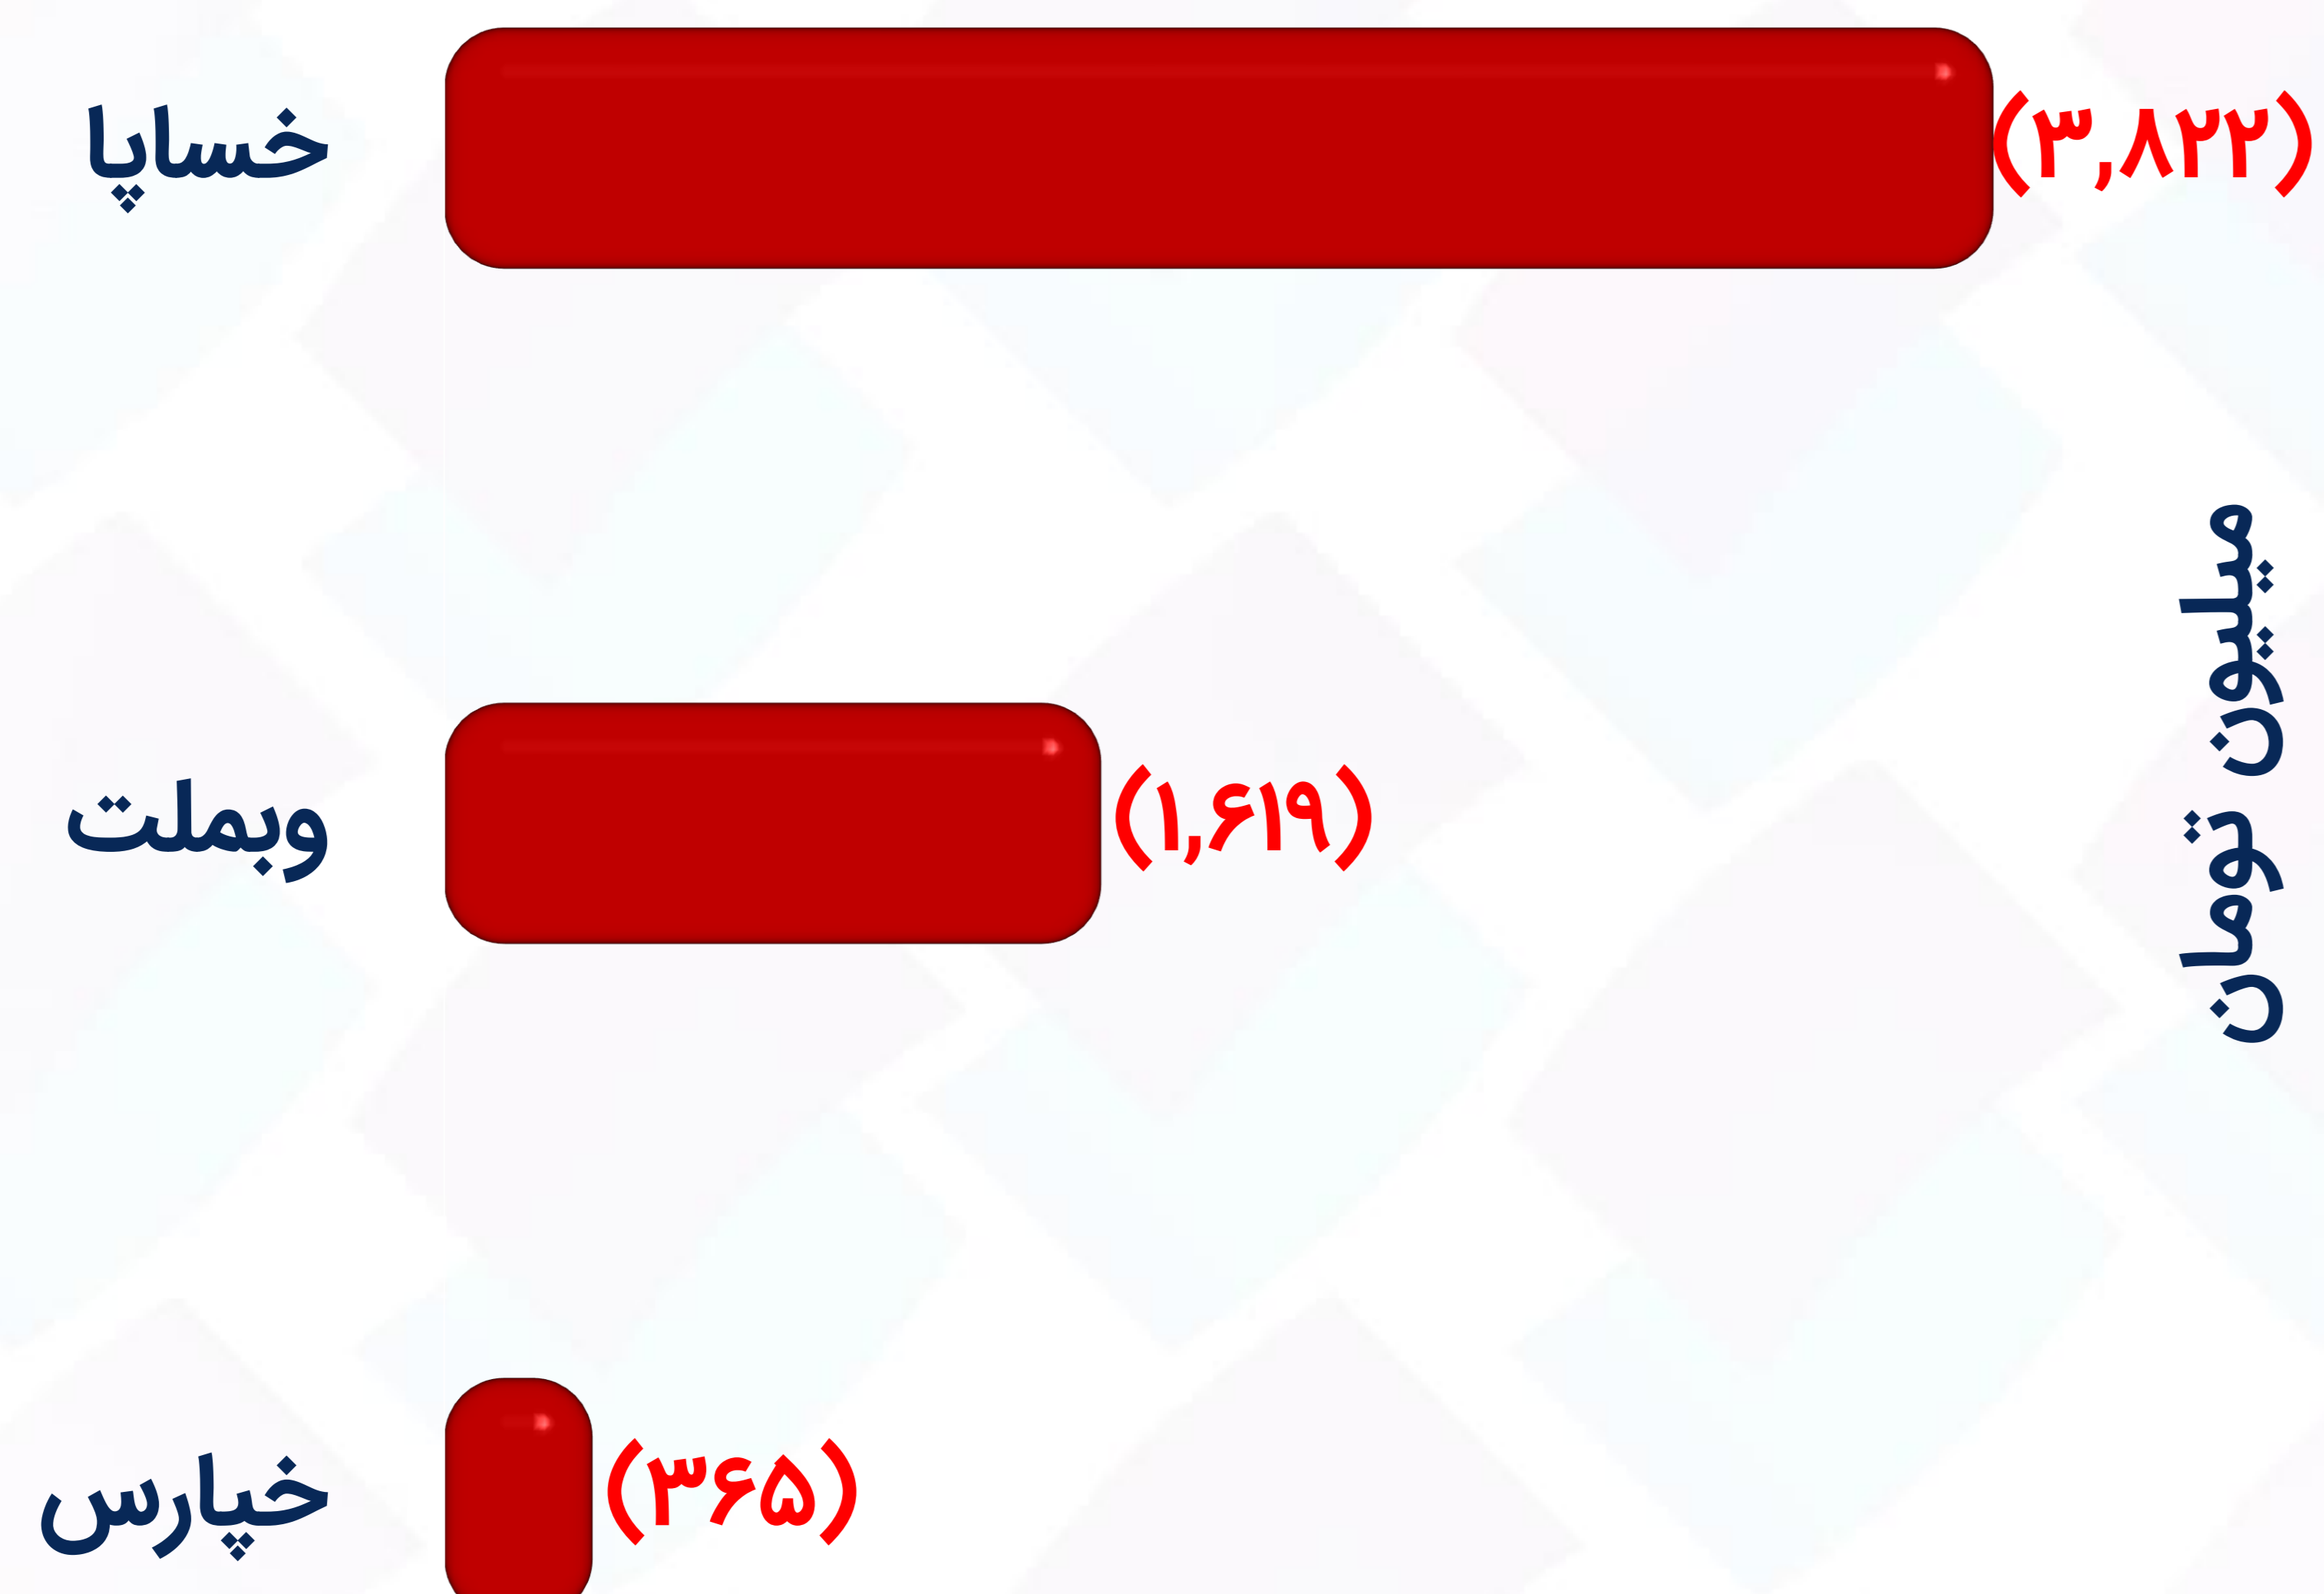 خساپا
(۳,۸۲۲)
وبملت
(۱,۶۱۹)
خپارس
(۳۶۵)
میلیون تومان